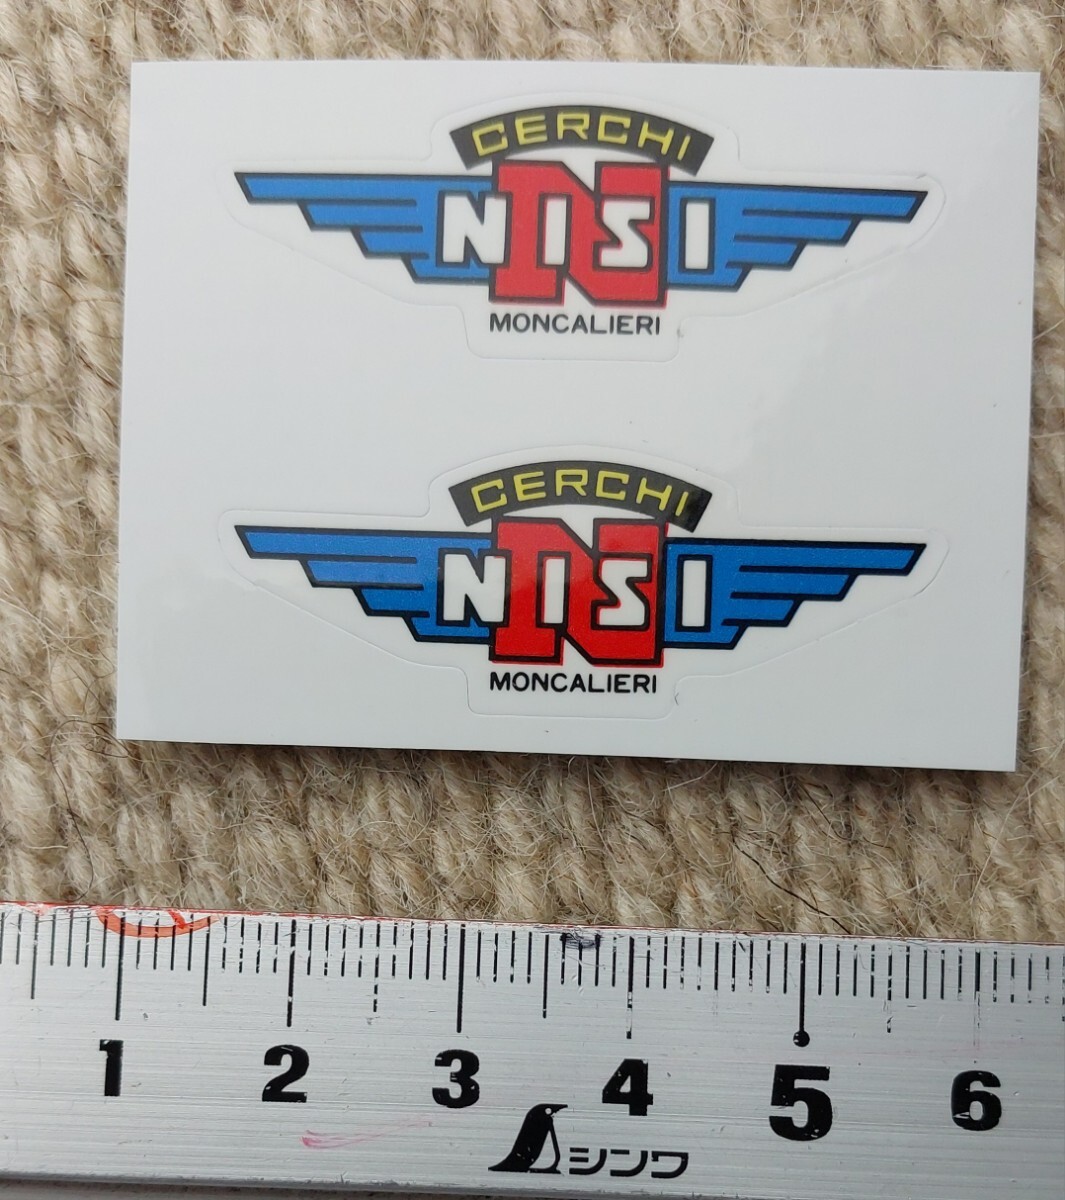 CERCHI
NISI
MONCALIERI
CERCHI
NISI
MONCALIERI
1 2 3 4 5 6
シンワ